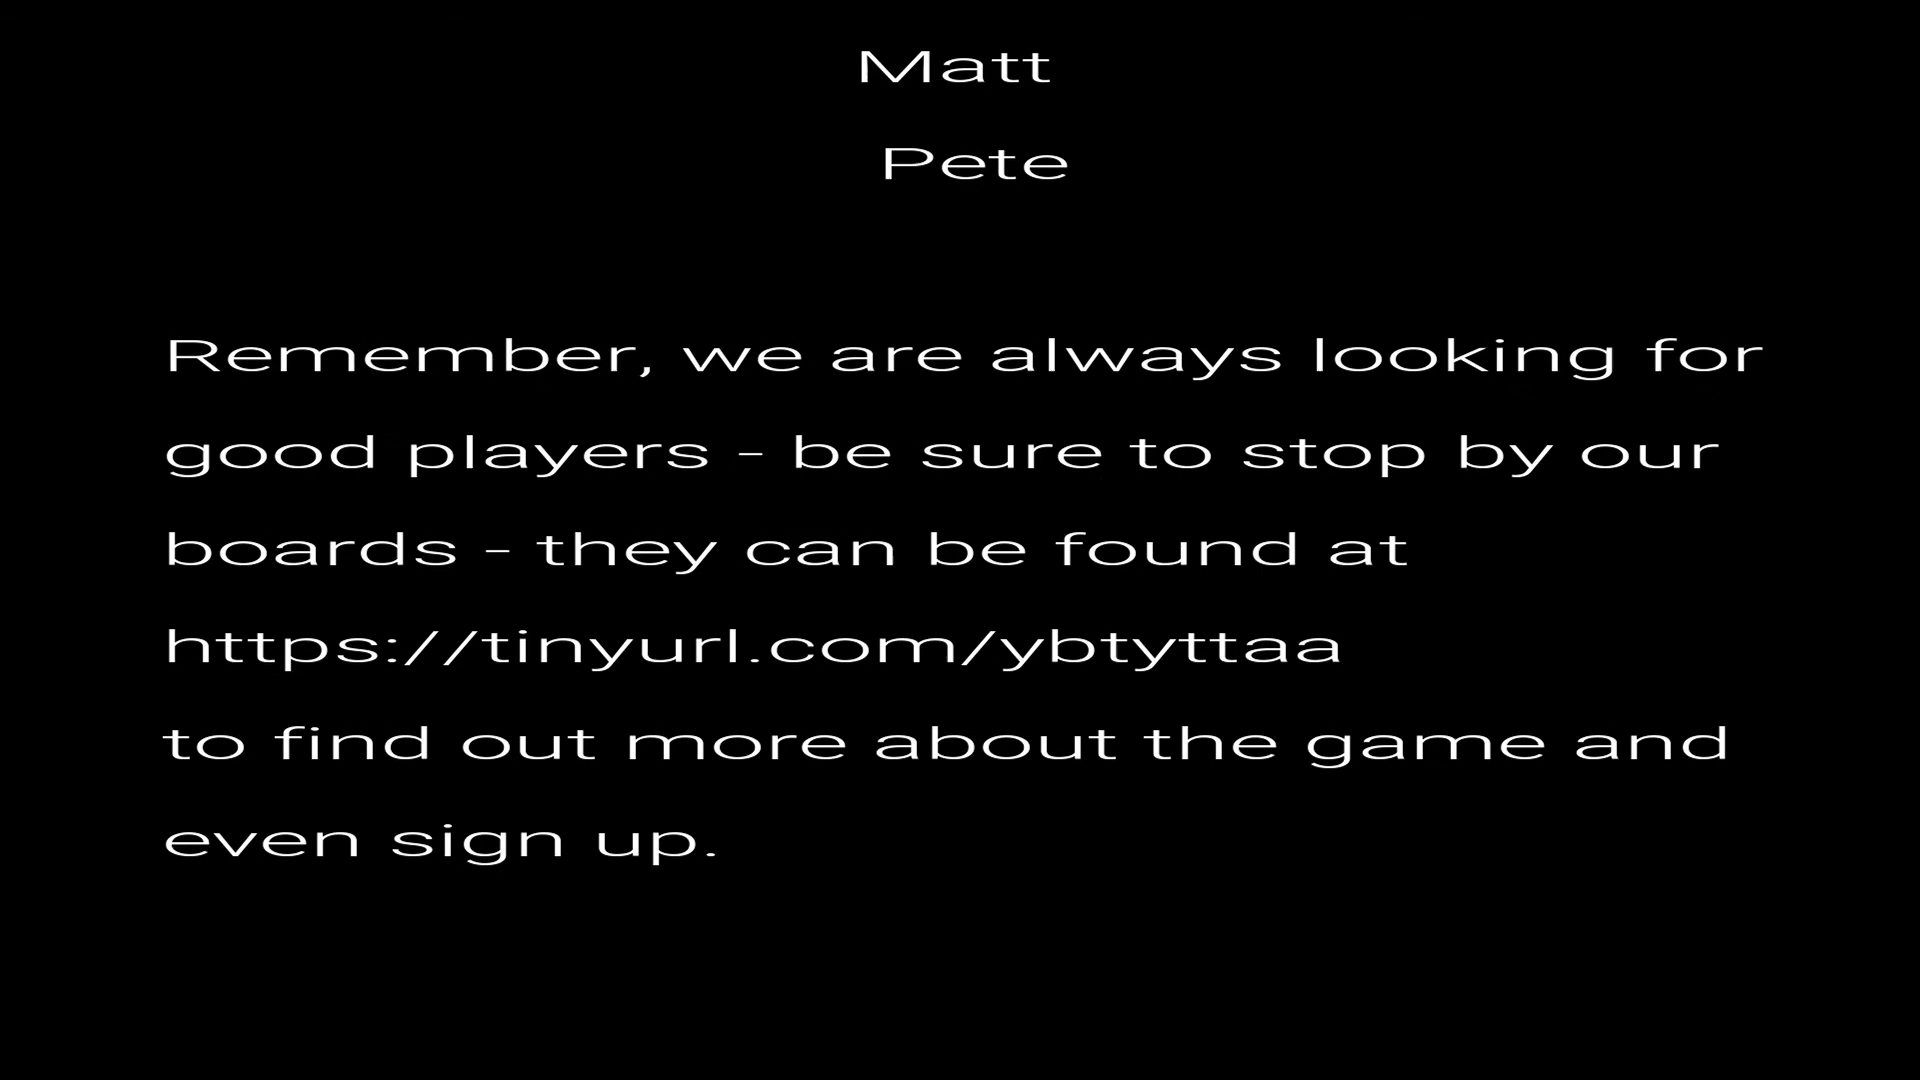 Matt
Pete
Remember, we are always looking for
good players - be sure to stop by our
boards - they can be found at
https://tinyurl.com/ybtyttaa
to find out more about the game and
even sign up.